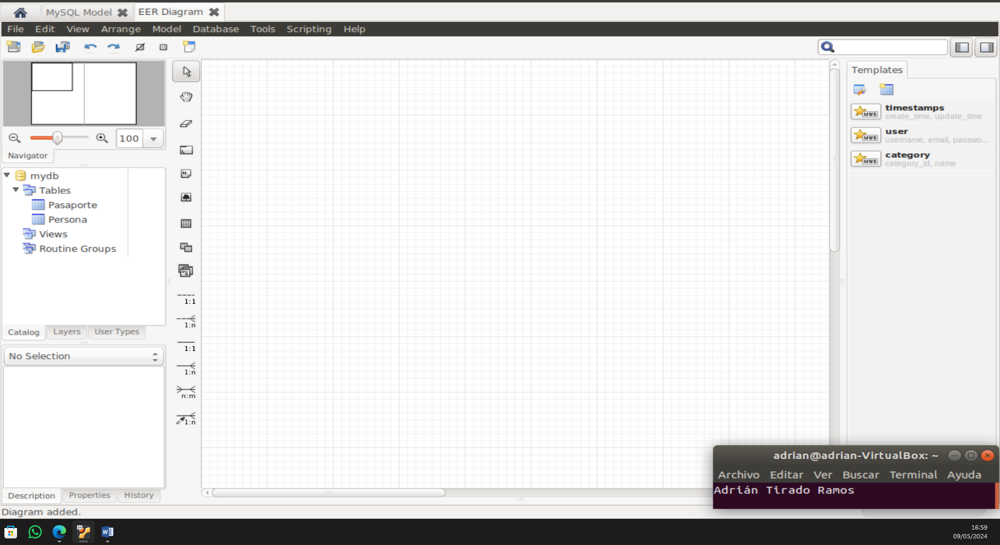 MySQL Model
EER Diagram
File Edit View Arrange Model Database Tools Scripting Help
100
Navigator
mydb
Tables
Pasaporte
Persona
Views
Routine Groups
Catalog Layers User Types
No Selection
Description Properties History
Diagram added.
1:1
1:n
1:1
1:n
n:m
1:n
Templates
MWB
timestamps
create_time, update_time
MWB
user
username, email, passwo...
MWB
category
category_id, name
adrian@adrian-VirtualBox: ~
Archivo Editar Ver Buscar Terminal Ayuda
Adrián Tirado Ramos
16:59
09/05/2024